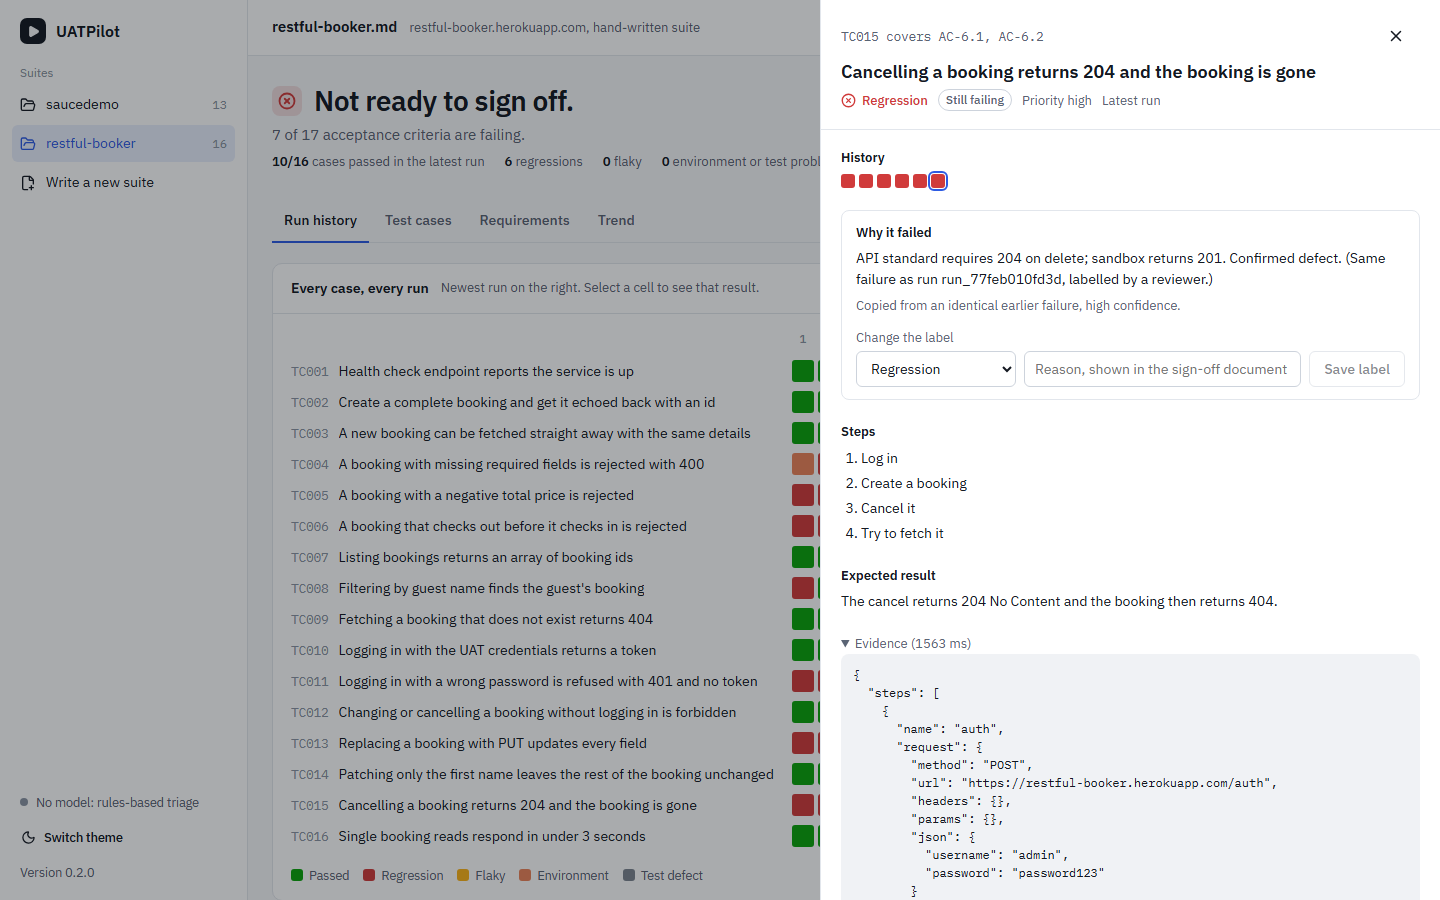 UATPilot
Suites
saucedemo 13
restful-booker 16
Write a new suite
No model: rules-based triage
Switch theme
Version 0.2.0
restful-booker.md restful-booker.herokuapp.com, hand-written suite
Not ready to sign off.
7 of 17 acceptance criteria are failing.
10/16 cases passed in the latest run 6 regressions 0 flaky 0 environment or test probl
Run history Test cases Requirements Trend
Every case, every run Newest run on the right. Select a cell to see that result.
1
TC001 Health check endpoint reports the service is up
TC002 Create a complete booking and get it echoed back with an id
TC003 A new booking can be fetched straight away with the same details
TC004 A booking with missing required fields is rejected with 400
TC005 A booking with a negative total price is rejected
TC006 A booking that checks out before it checks in is rejected
TC007 Listing bookings returns an array of booking ids
TC008 Filtering by guest name finds the guest's booking
TC009 Fetching a booking that does not exist returns 404
TC010 Logging in with the UAT credentials returns a token
TC011 Logging in with a wrong password is refused with 401 and no token
TC012 Changing or cancelling a booking without logging in is forbidden
TC013 Replacing a booking with PUT updates every field
TC014 Patching only the first name leaves the rest of the booking unchanged
TC015 Cancelling a booking returns 204 and the booking is gone
TC016 Single booking reads respond in under 3 seconds
Passed Regression Flaky Environment Test defect
TC015 covers AC-6.1, AC-6.2
Cancelling a booking returns 204 and the booking is gone
Regression Still failing Priority high Latest run
History
Why it failed
API standard requires 204 on delete; sandbox returns 201. Confirmed defect. (Same
failure as run run_77feb010fd3d, labelled by a reviewer.)
Copied from an identical earlier failure, high confidence.
Change the label
Regression Reason, shown in the sign-off document Save label
Steps
1. Log in
2. Create a booking
3. Cancel it
4. Try to fetch it
Expected result
The cancel returns 204 No Content and the booking then returns 404.
▼ Evidence (1563 ms)
{
"steps": [
{
"name": "auth",
"request": {
"method": "POST",
"url": "https://restful-booker.herokuapp.com/auth",
"headers": {},
"params": {},
"json": {
"username": "admin",
"password": "password123"
}